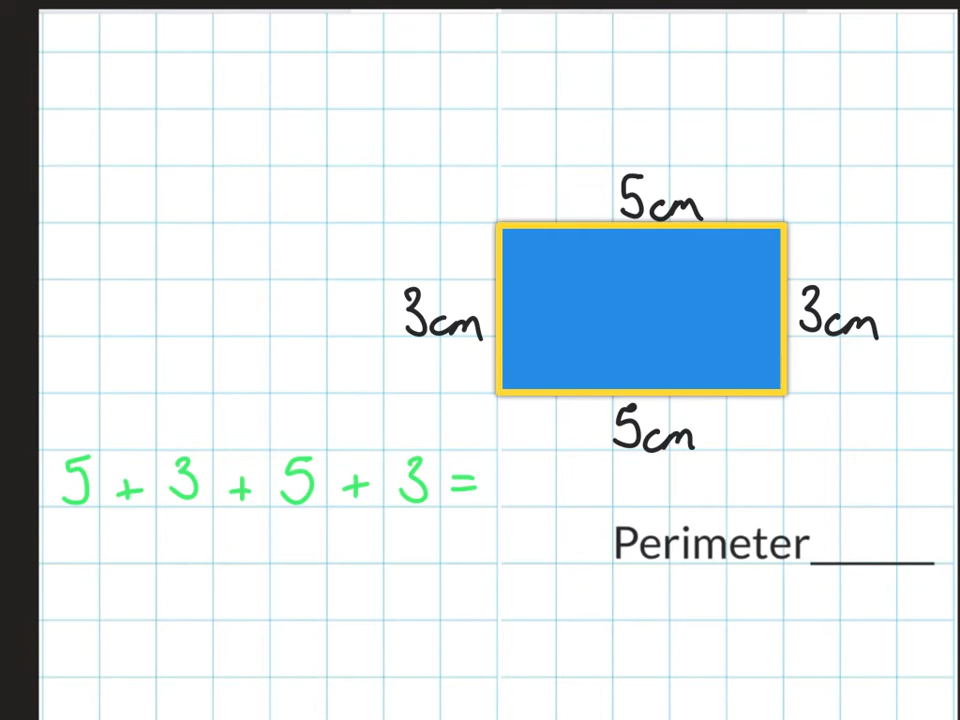 5cm
3cm
3cm
5cm
5 + 3 + 5 + 3 =
Perimeter______